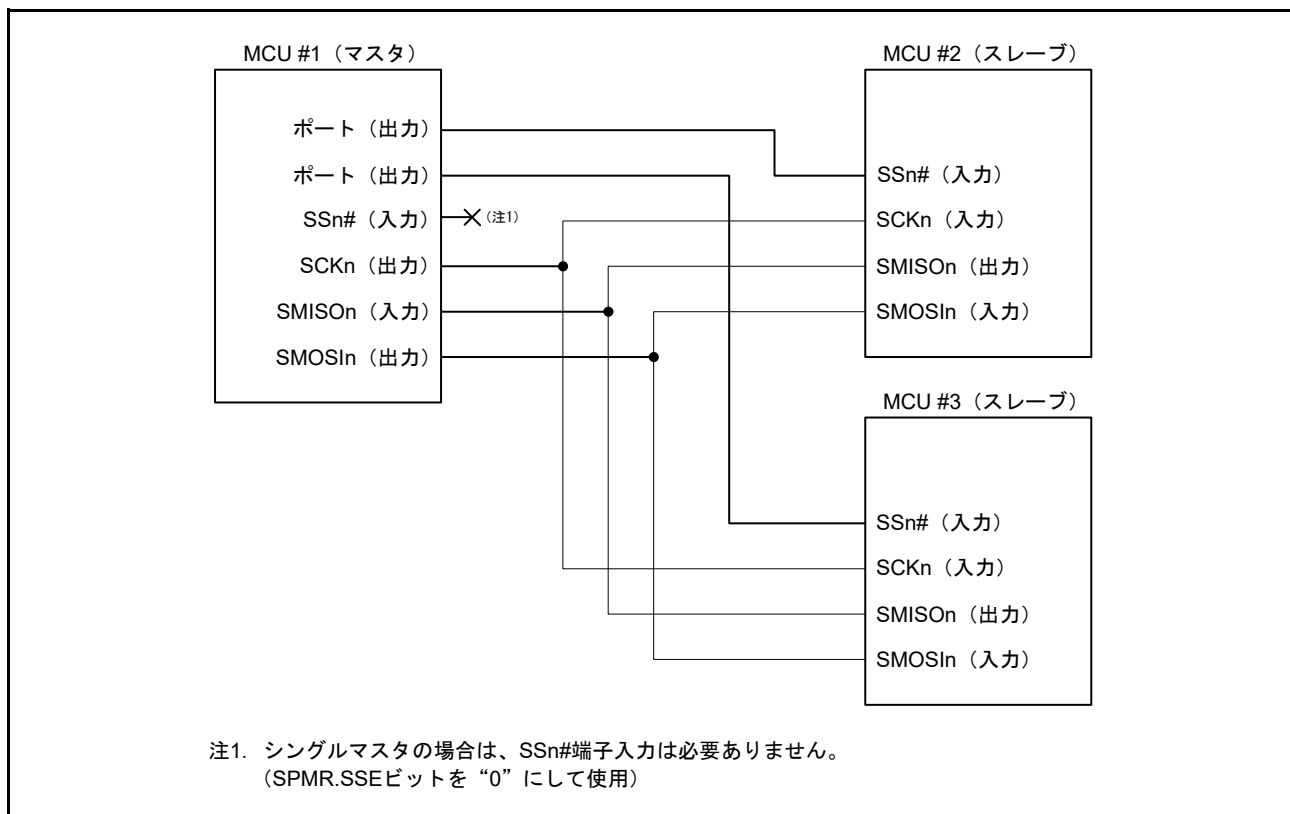 MCU #1（マスタ）
ポート（出力）
ポート（出力）
SSn#（入力）
（注1）
SCKn（出力）
SMISOn（入力）
SMOSIn（出力）
MCU #2（スレーブ）
SSn#（入力）
SCKn（入力）
SMISOn（出力）
SMOSIn（入力）
MCU #3（スレーブ）
SSn#（入力）
SCKn（入力）
SMISOn（出力）
SMOSIn（入力）
注1. シングルマスタの場合は、SSn#端子入力は必要ありません。
（SPMR.SSEビットを“0”にして使用）